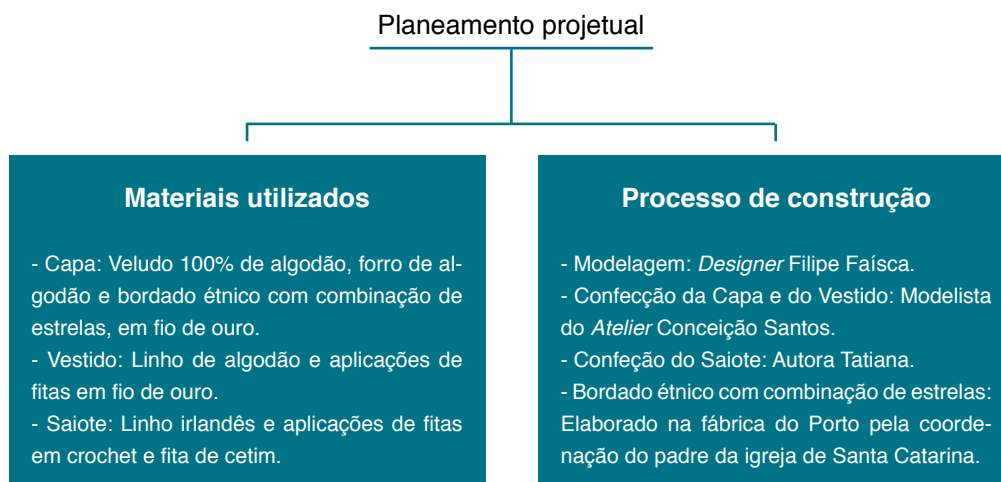 Planeamento projetual
Materiais utilizados
- Capa: Veludo 100% de algodão, forro de al-
godão e bordado étnico com combinação de
estrelas, em fio de ouro.
- Vestido: Linho de algodão e aplicações de
fitas em fio de ouro.
- Saiote: Linho irlandês e aplicações de fitas
em crochet e fita de cetim.
Processo de construção
- Modelagem: Designer Filipe Faísca.
- Confecção da Capa e do Vestido: Modelista
do Atelier Conceição Santos.
- Confeção do Saiote: Autora Tatiana.
- Bordado étnico com combinação de estrelas:
Elaborado na fábrica do Porto pela coorde-
nação do padre da igreja de Santa Catarina.